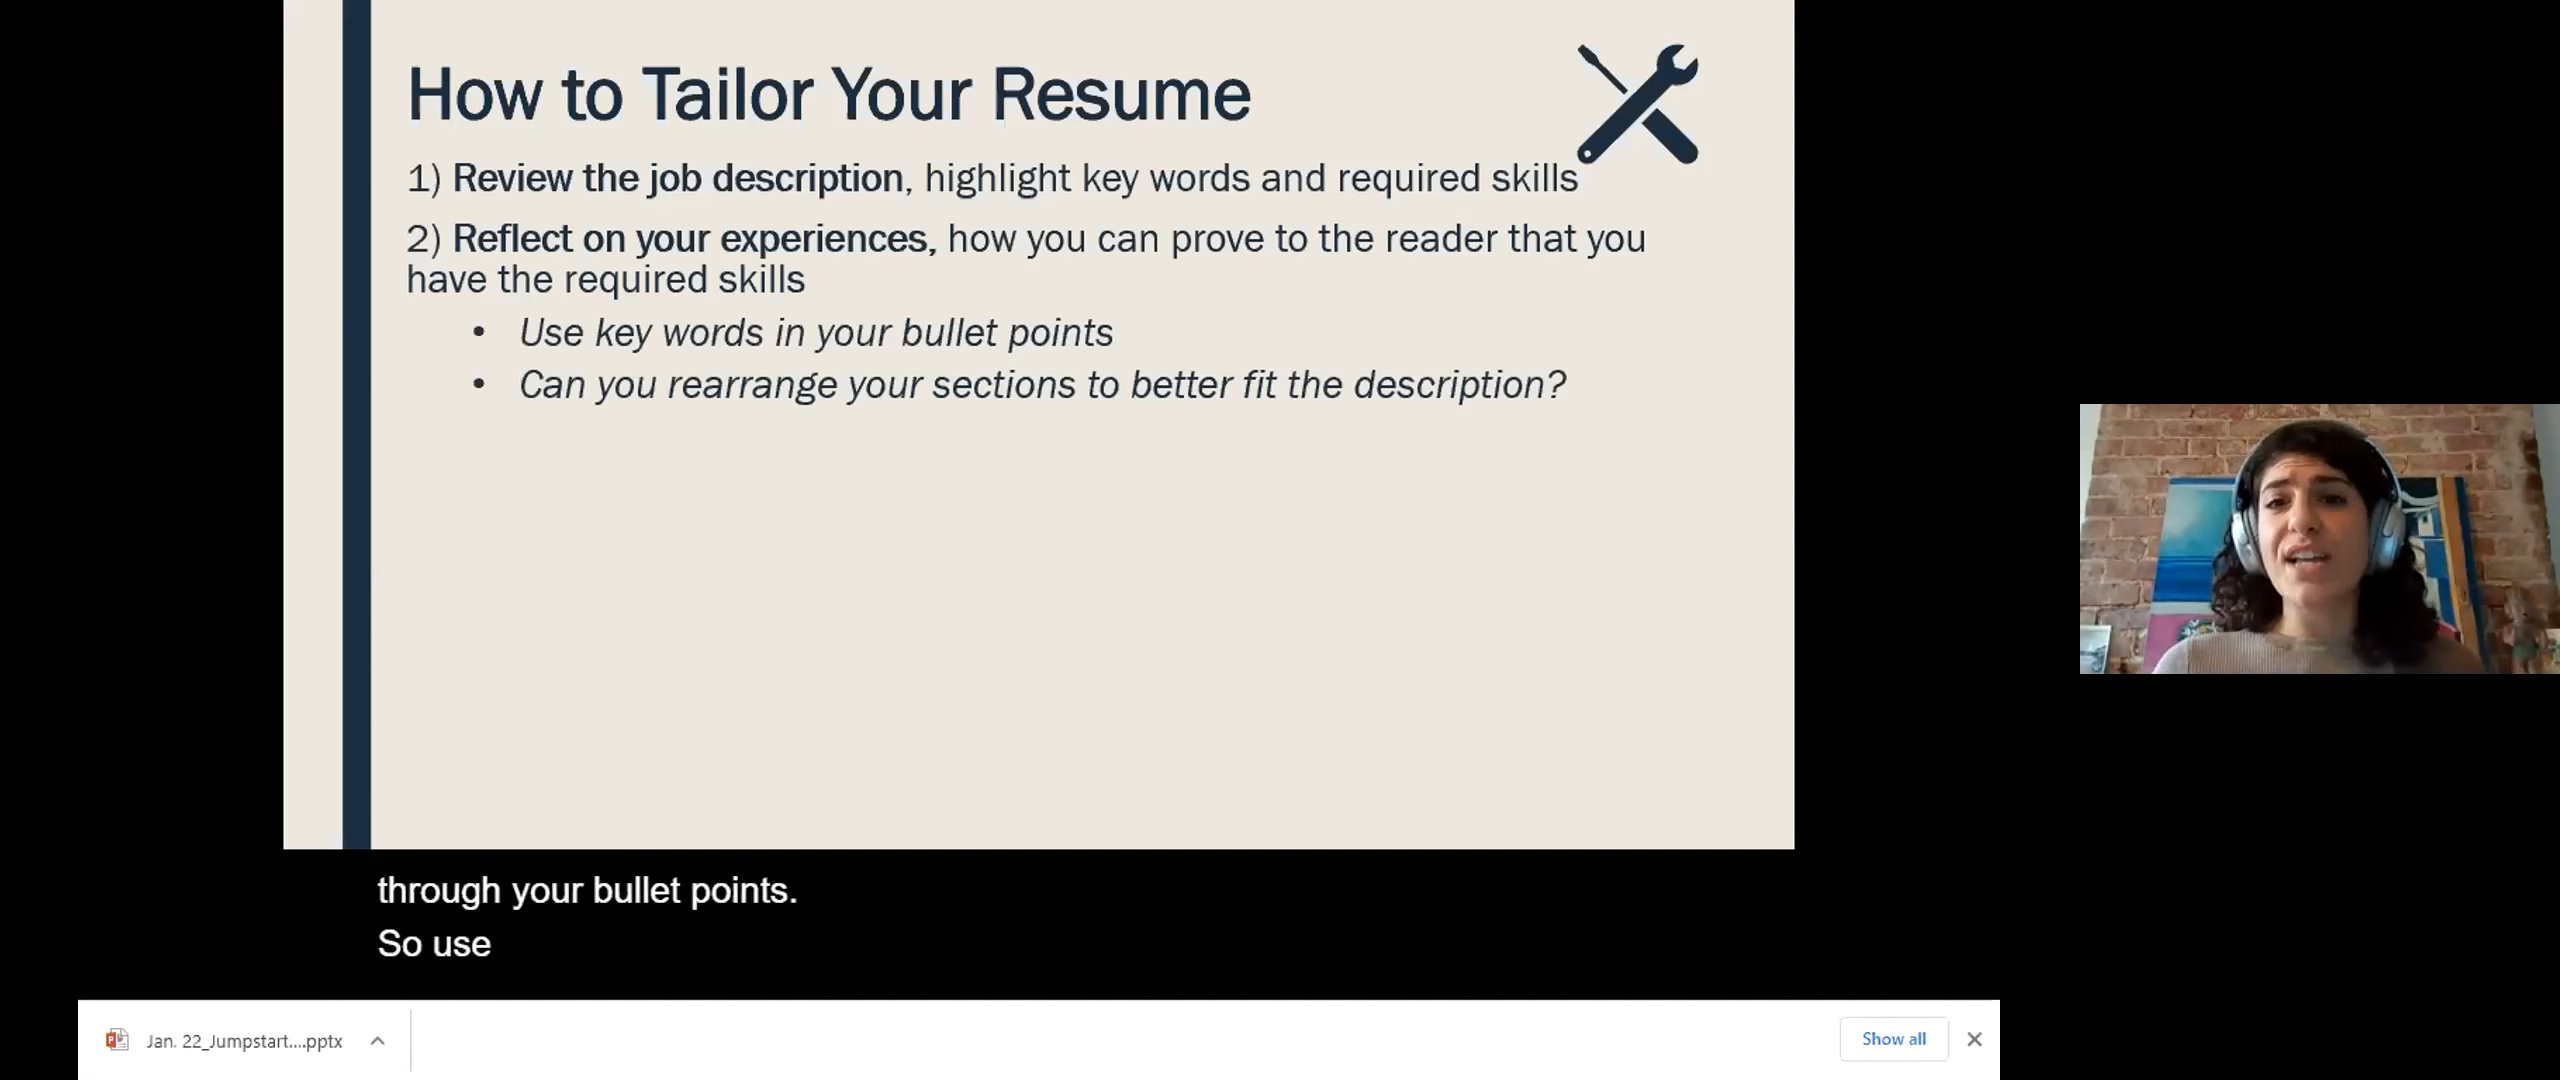 How to Tailor Your Resume
1) Review the job description, highlight key words and required skills
2) Reflect on your experiences, how you can prove to the reader that you
have the required skills
• Use key words in your bullet points
• Can you rearrange your sections to better fit the description?
through your bullet points.
So use
Jan. 22_Jumpstart....pptx
Show all